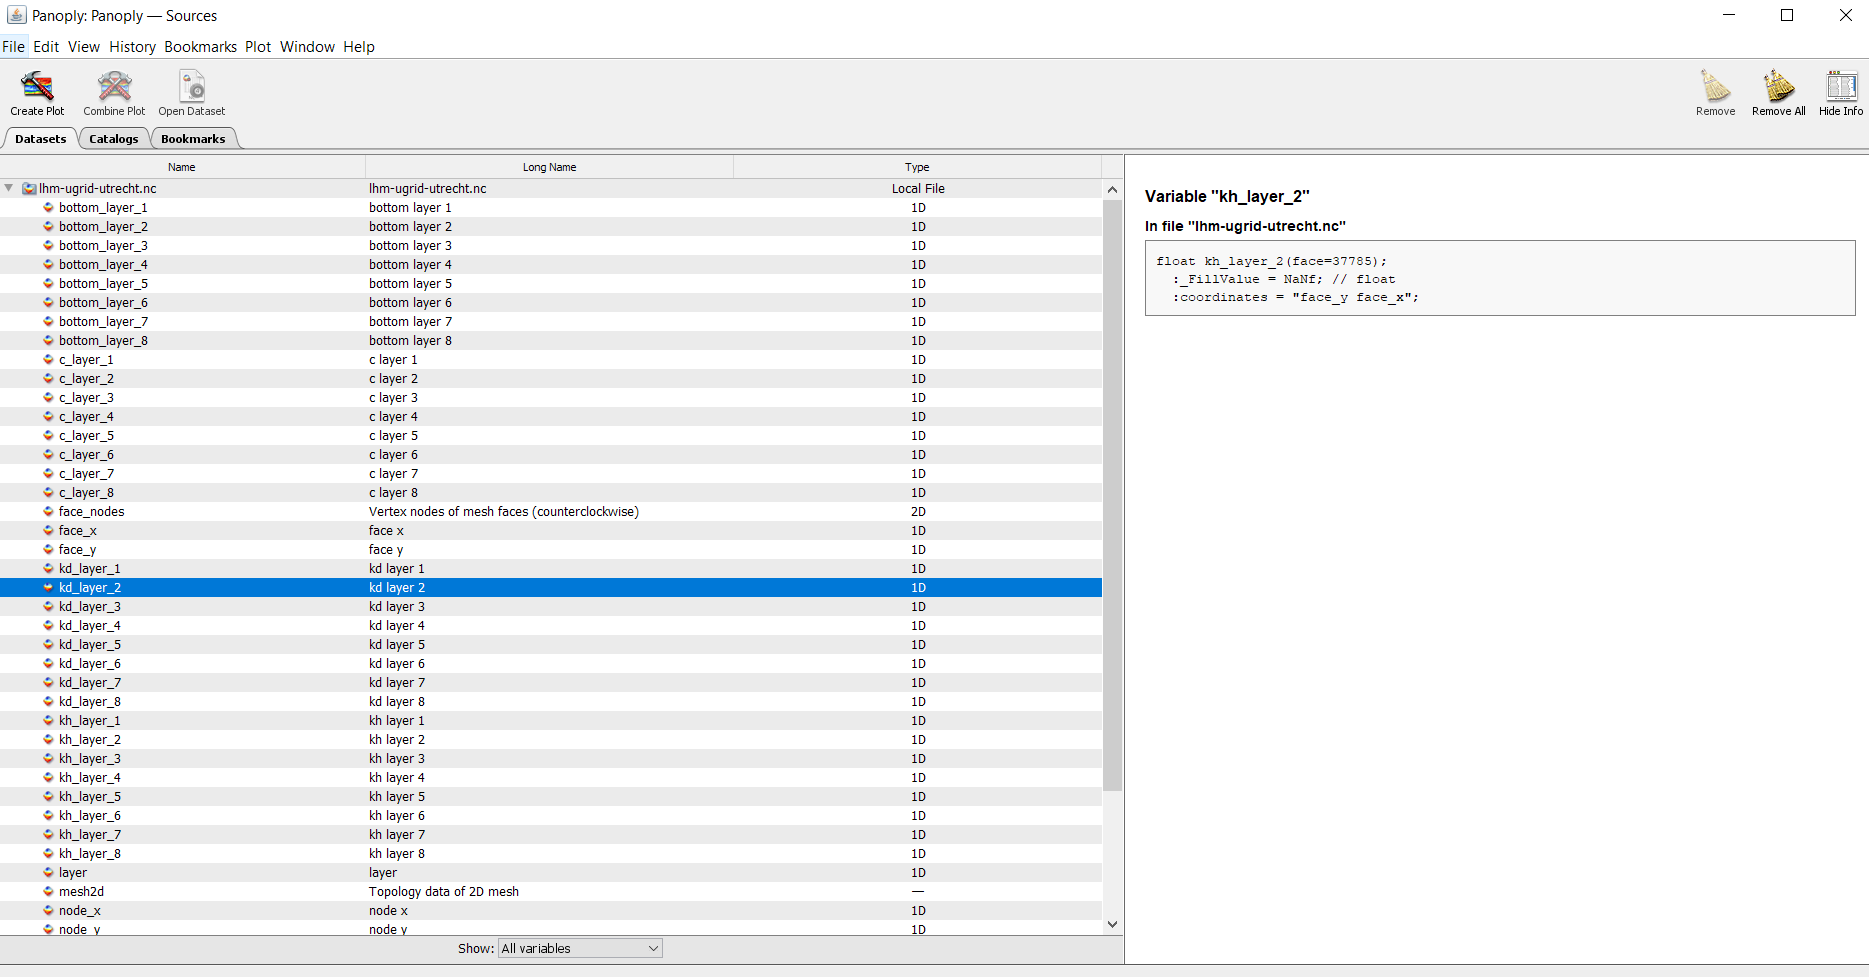 Panoply: Panoply — Sources
File Edit View History Bookmarks Plot Window Help
Create Plot Combine Plot Open Dataset Remove Remove All Hide Info
Datasets Catalogs Bookmarks
Name Long Name Type
lhm-ugrid-utrecht.nc lhm-ugrid-utrecht.nc Local File
bottom_layer_1 bottom layer 1 1D
bottom_layer_2 bottom layer 2 1D
bottom_layer_3 bottom layer 3 1D
bottom_layer_4 bottom layer 4 1D
bottom_layer_5 bottom layer 5 1D
bottom_layer_6 bottom layer 6 1D
bottom_layer_7 bottom layer 7 1D
bottom_layer_8 bottom layer 8 1D
c_layer_1 c layer 1 1D
c_layer_2 c layer 2 1D
c_layer_3 c layer 3 1D
c_layer_4 c layer 4 1D
c_layer_5 c layer 5 1D
c_layer_6 c layer 6 1D
c_layer_7 c layer 7 1D
c_layer_8 c layer 8 1D
face_nodes Vertex nodes of mesh faces (counterclockwise) 2D
face_x face x 1D
face_y face y 1D
kd_layer_1 kd layer 1 1D
kd_layer_2 kd layer 2 1D
kd_layer_3 kd layer 3 1D
kd_layer_4 kd layer 4 1D
kd_layer_5 kd layer 5 1D
kd_layer_6 kd layer 6 1D
kd_layer_7 kd layer 7 1D
kd_layer_8 kd layer 8 1D
kh_layer_1 kh layer 1 1D
kh_layer_2 kh layer 2 1D
kh_layer_3 kh layer 3 1D
kh_layer_4 kh layer 4 1D
kh_layer_5 kh layer 5 1D
kh_layer_6 kh layer 6 1D
kh_layer_7 kh layer 7 1D
kh_layer_8 kh layer 8 1D
layer layer 1D
mesh2d Topology data of 2D mesh —
node_x node x 1D
node_y node y 1D
Show: All variables
Variable "kh_layer_2"
In file "lhm-ugrid-utrecht.nc"
float kh_layer_2(face=37785);
:_FillValue = NaNf; // float
:coordinates = "face_y face_x";